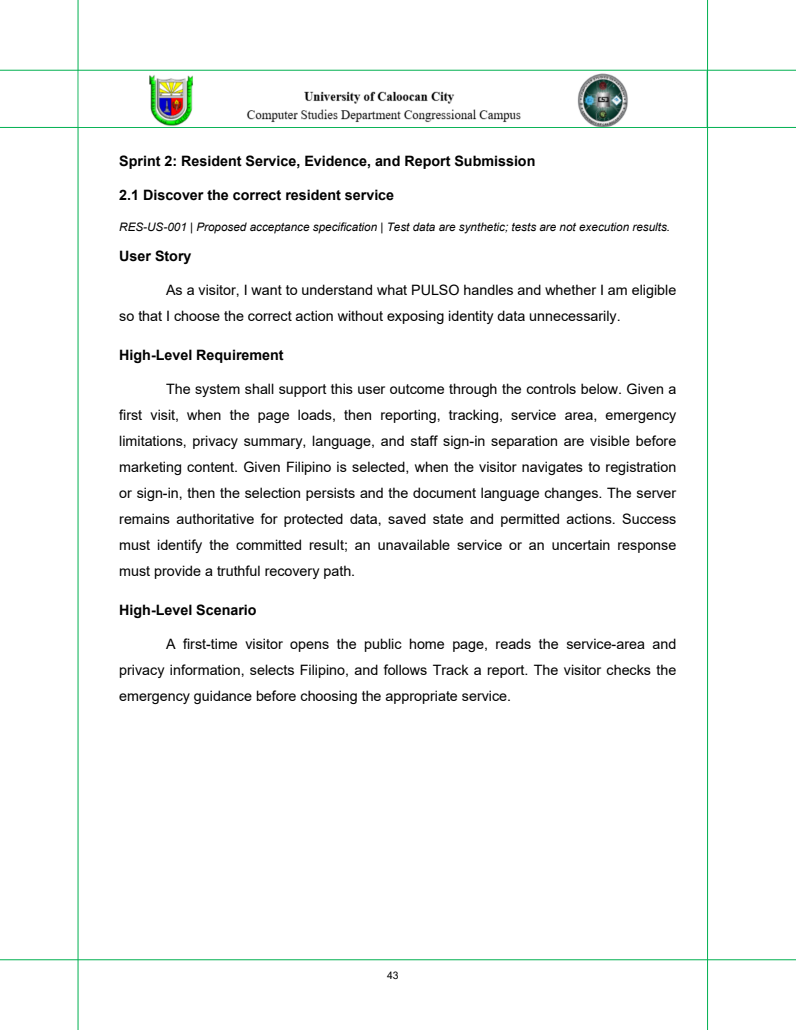 University of Caloocan City
Computer Studies Department Congressional Campus
Sprint 2: Resident Service, Evidence, and Report Submission
2.1 Discover the correct resident service
RES-US-001 | Proposed acceptance specification | Test data are synthetic; tests are not execution results.
User Story
As a visitor, I want to understand what PULSO handles and whether I am eligible
so that I choose the correct action without exposing identity data unnecessarily.
High-Level Requirement
The system shall support this user outcome through the controls below. Given a
first visit, when the page loads, then reporting, tracking, service area, emergency
limitations, privacy summary, language, and staff sign-in separation are visible before
marketing content. Given Filipino is selected, when the visitor navigates to registration
or sign-in, then the selection persists and the document language changes. The server
remains authoritative for protected data, saved state and permitted actions. Success
must identify the committed result; an unavailable service or an uncertain response
must provide a truthful recovery path.
High-Level Scenario
A first-time visitor opens the public home page, reads the service-area and
privacy information, selects Filipino, and follows Track a report. The visitor checks the
emergency guidance before choosing the appropriate service.
43